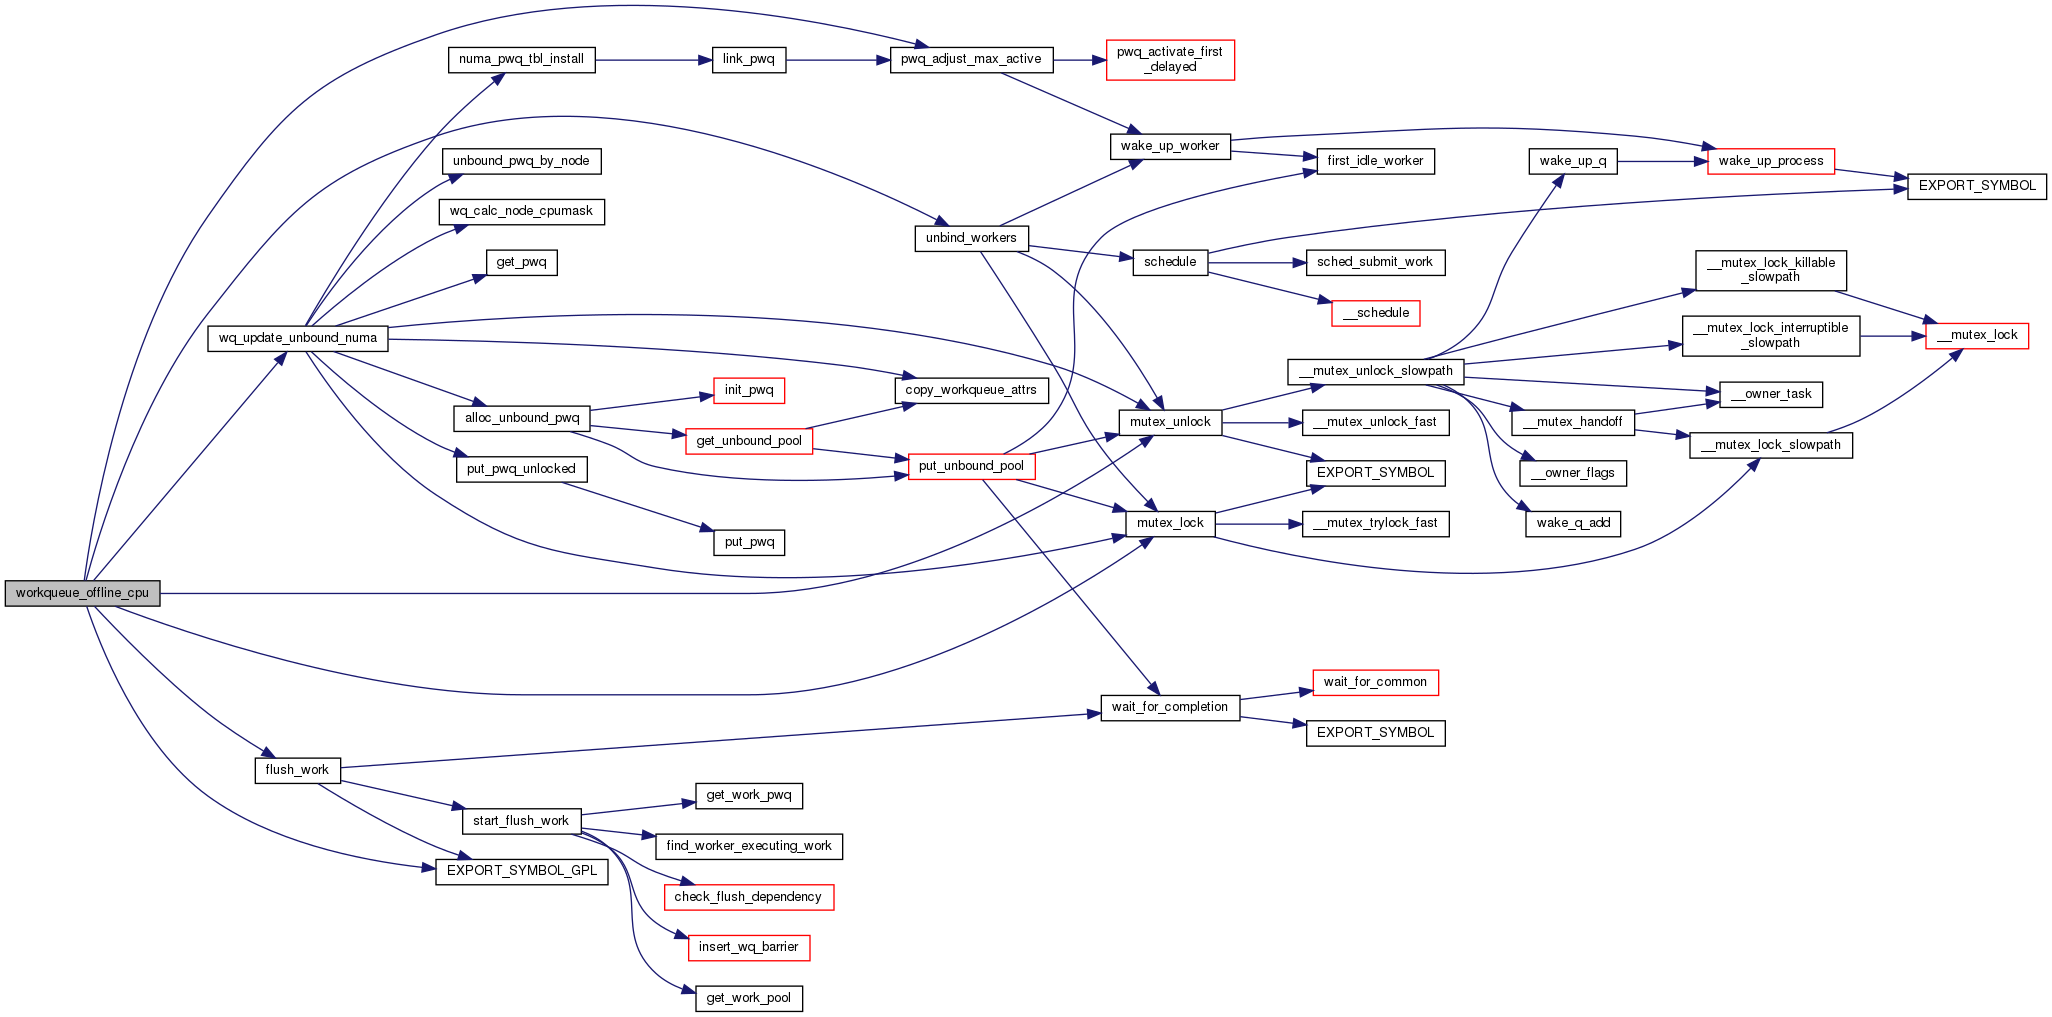 numa_pwq_tbl_install
link_pwq
pwq_adjust_max_active
pwq_activate_first
_delayed
wake_up_worker
unbound_pwq_by_node
first_idle_worker
wake_up_q
wake_up_process
EXPORT_SYMBOL
wq_calc_node_cpumask
unbind_workers
get_pwq
schedule
sched_submit_work
__mutex_lock_killable
_slowpath
__schedule
wq_update_unbound_numa
__mutex_lock_interruptible
_slowpath
__mutex_lock
__mutex_unlock_slowpath
init_pwq
copy_workqueue_attrs
__owner_task
alloc_unbound_pwq
mutex_unlock
__mutex_unlock_fast
__mutex_handoff
get_unbound_pool
__mutex_lock_slowpath
put_pwq_unlocked
put_unbound_pool
EXPORT_SYMBOL
__owner_flags
mutex_lock
__mutex_trylock_fast
wake_q_add
put_pwq
workqueue_offline_cpu
wait_for_common
wait_for_completion
EXPORT_SYMBOL
flush_work
get_work_pwq
start_flush_work
find_worker_executing_work
EXPORT_SYMBOL_GPL
check_flush_dependency
insert_wq_barrier
get_work_pool